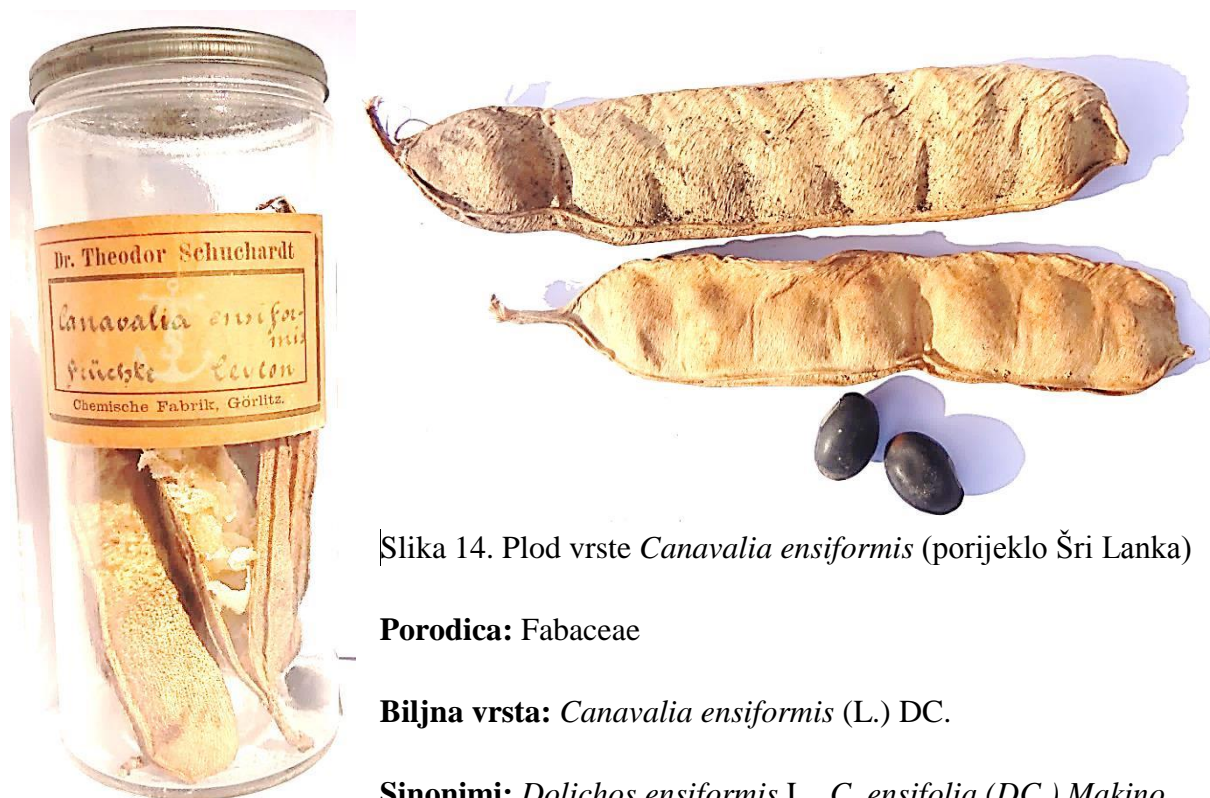 Dr. Theodor Schuchardt
Canavalia ensifor-
mis
Früchte Ceylon
Chemische Fabrik, Görlitz.
Slika 14. Plod vrste Canavalia ensiformis (porijeklo Šri Lanka)
Porodica: Fabaceae
Biljna vrsta: Canavalia ensiformis (L.) DC.
Sinonimi: Dolichos ensiformis L., C. ensifolia (DC.) Makino